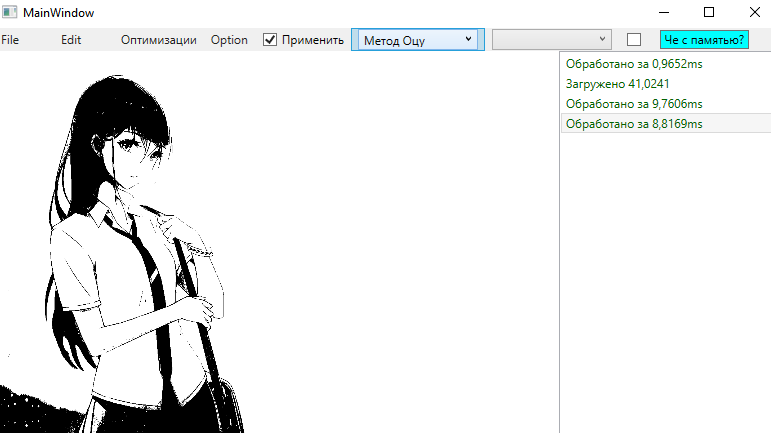 MainWindow
File Edit Оптимизации Option Применить Метод Оцу Че с памятью?
Обработано за 0,9652ms
Загружено 41,0241
Обработано за 9,7606ms
Обработано за 8,8169ms